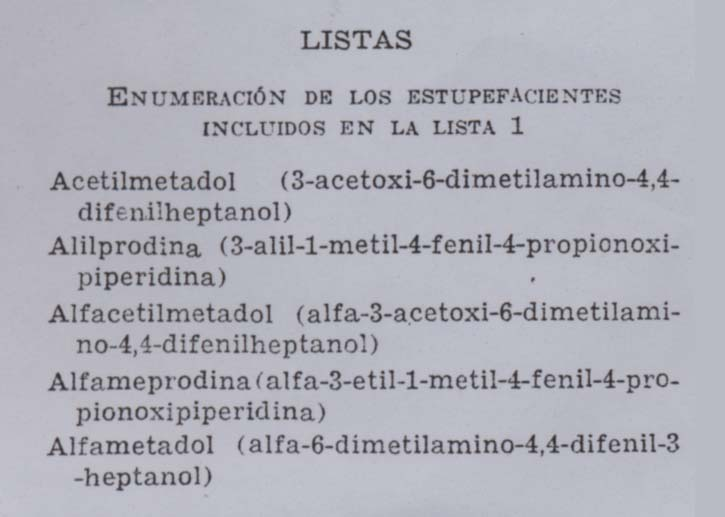 LISTAS
ENUMERACIÓN DE LOS ESTUPEFACIENTES
INCLUIDOS EN LA LISTA 1
Acetilmetadol (3-acetoxi-6-dimetilamino-4,4-
difenilheptanol)
Alilprodina (3-alil-1-metil-4-fenil-4-propionoxi-
piperidina)
Alfacetilmetadol (alfa-3-acetoxi-6-dimetilami-
no-4,4-difenilheptanol)
Alfameprodina (alfa-3-etil-1-metil-4-fenil-4-pro-
pionoxipiperidina)
Alfametadol (alfa-6-dimetilamino-4,4-difenil-3
-heptanol)